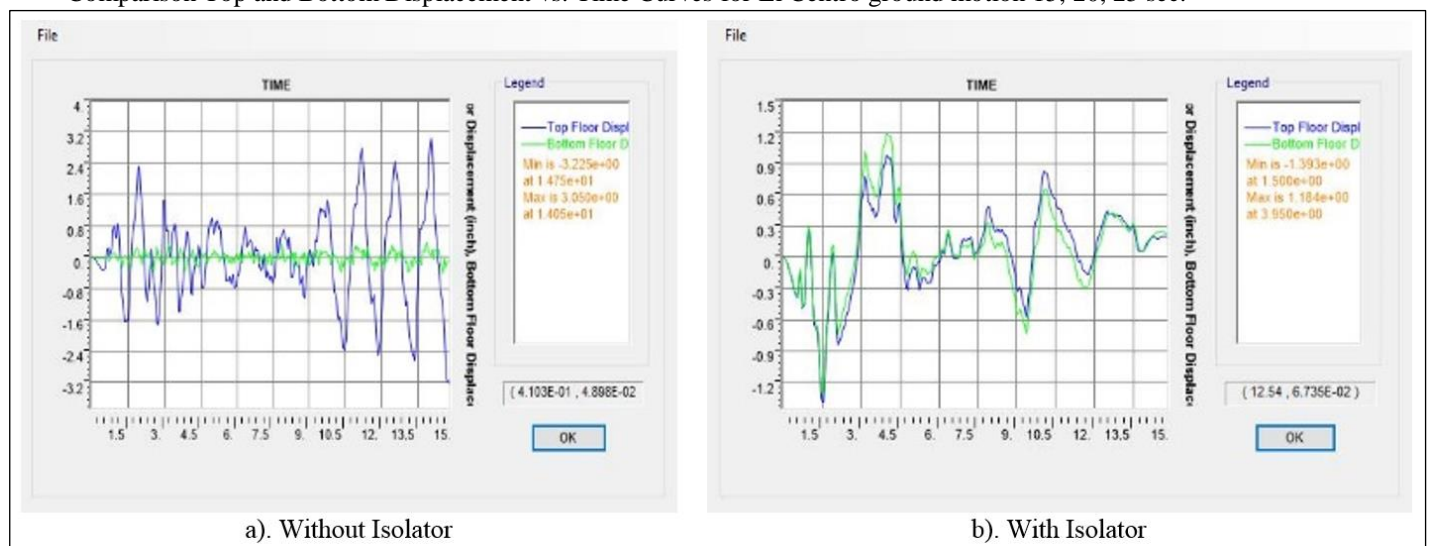 Comparison Top and Bottom Displacement vs. Time Curves for El Centro ground motion 15, 20, 25 sec.
File
TIME
4.
3.2
2.4
1.6
0.8
0.
-0.8
-1.6
-2.4
-3.2
1.5 3. 4.5 6. 7.5 9. 10.5 12. 13.5 15.
or Displacement (inch), Bottom Floor Displace
Legend
Top Floor Displ
Bottom Floor D
Min is -3.225e+00
at 1.475e+01
Max is 3.050e+00
at 1.405e+01
( 4.103E-01 , 4.898E-02
OK
a). Without Isolator
File
TIME
1.5
1.2
0.9
0.6
0.3
0.
-0.3
-0.6
-0.9
-1.2
1.5 3. 4.5 6. 7.5 9. 10.5 12. 13.5 15.
or Displacement (inch), Bottom Floor Displace
Legend
Top Floor Displ
Bottom Floor D
Min is -1.393e+00
at 1.500e+00
Max is 1.184e+00
at 3.950e+00
( 12.54 , 6.735E-02 )
OK
b). With Isolator